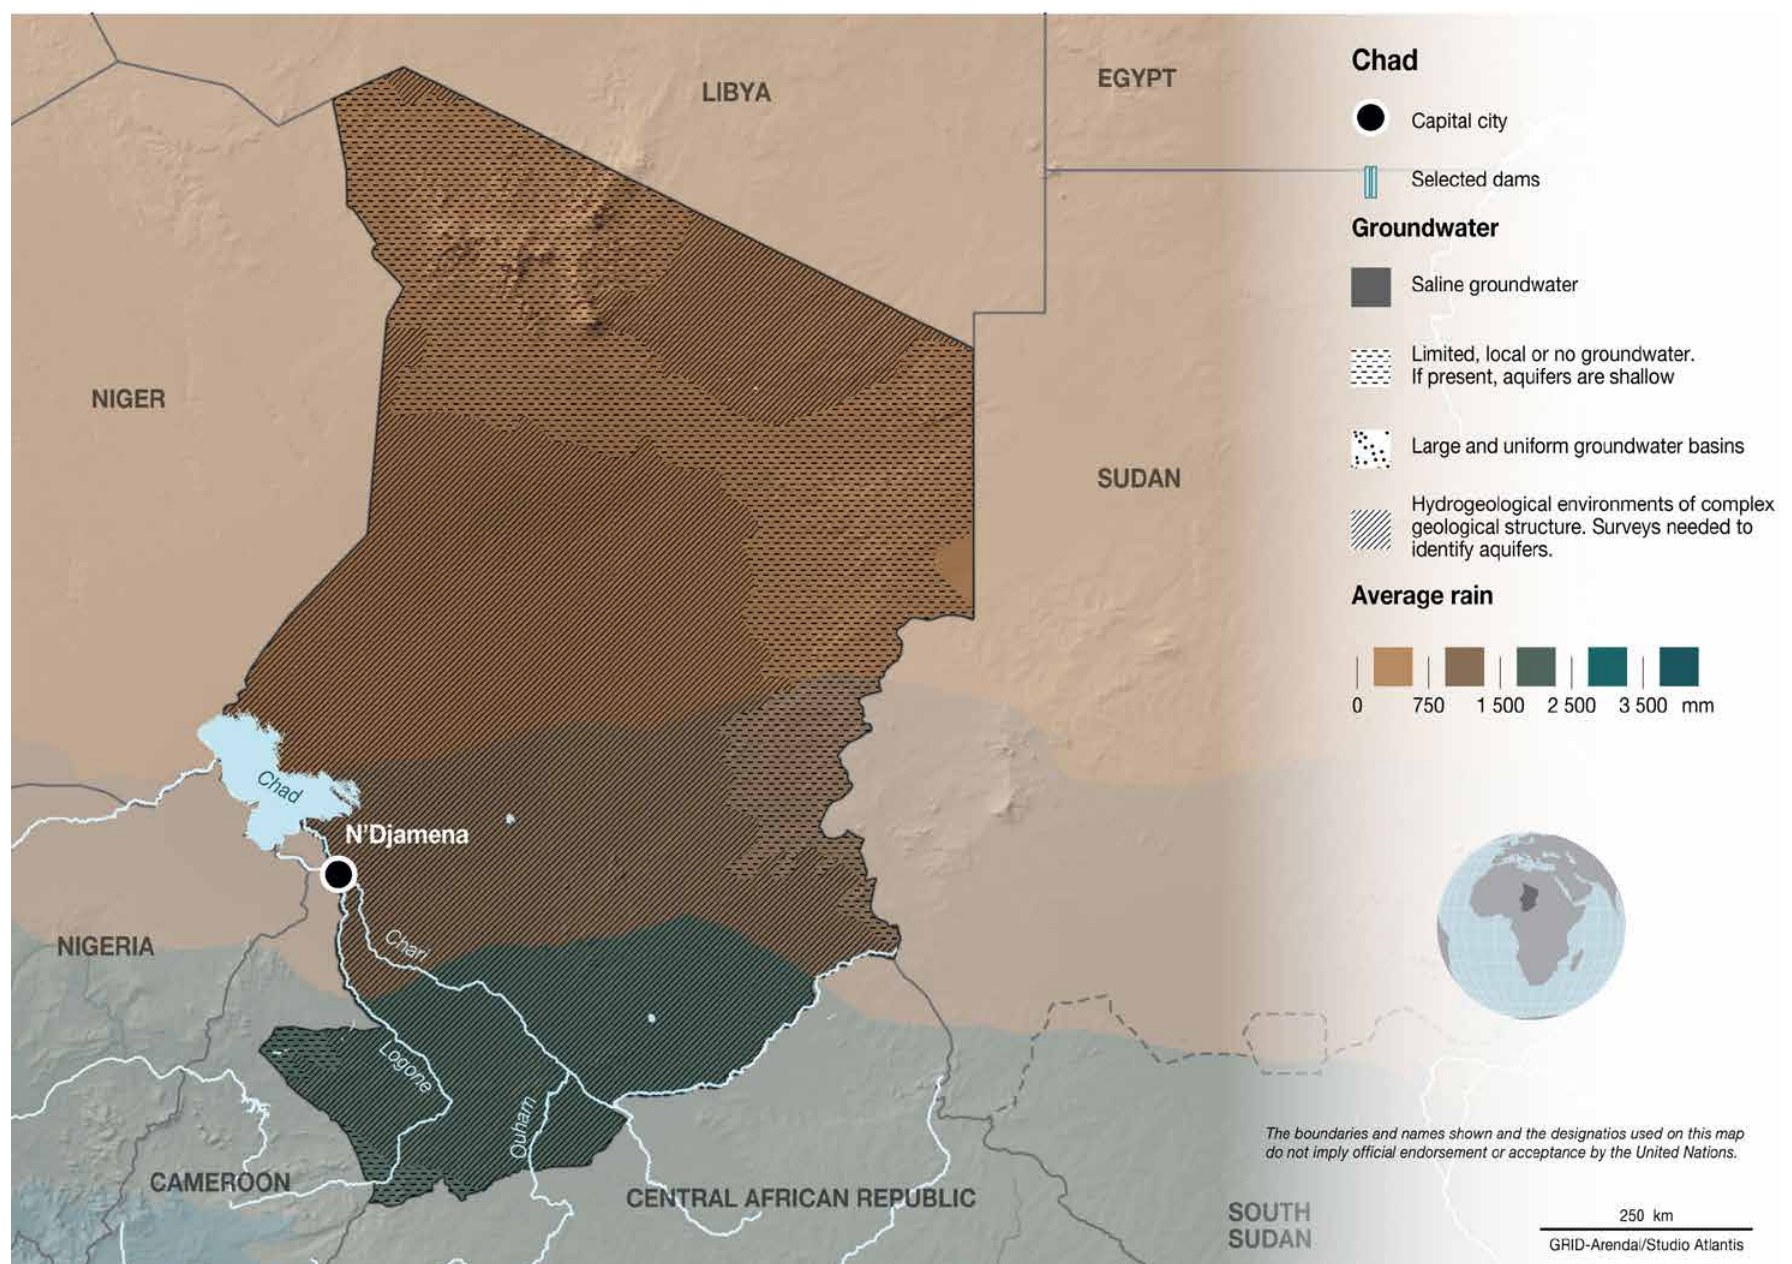 LIBYA
EGYPT
NIGER
SUDAN
Chad
N'Djamena
NIGERIA
Chari
Logone
Ouham
CAMEROON
CENTRAL AFRICAN REPUBLIC
SOUTH
SUDAN
Chad
Capital city
Selected dams
Groundwater
Saline groundwater
Limited, local or no groundwater.
If present, aquifers are shallow
Large and uniform groundwater basins
Hydrogeological environments of complex
geological structure. Surveys needed to
identify aquifers.
Average rain
0 750 1 500 2 500 3 500 mm
The boundaries and names shown and the designatios used on this map
do not imply official endorsement or acceptance by the United Nations.
250 km
GRID-Arendal/Studio Atlantis